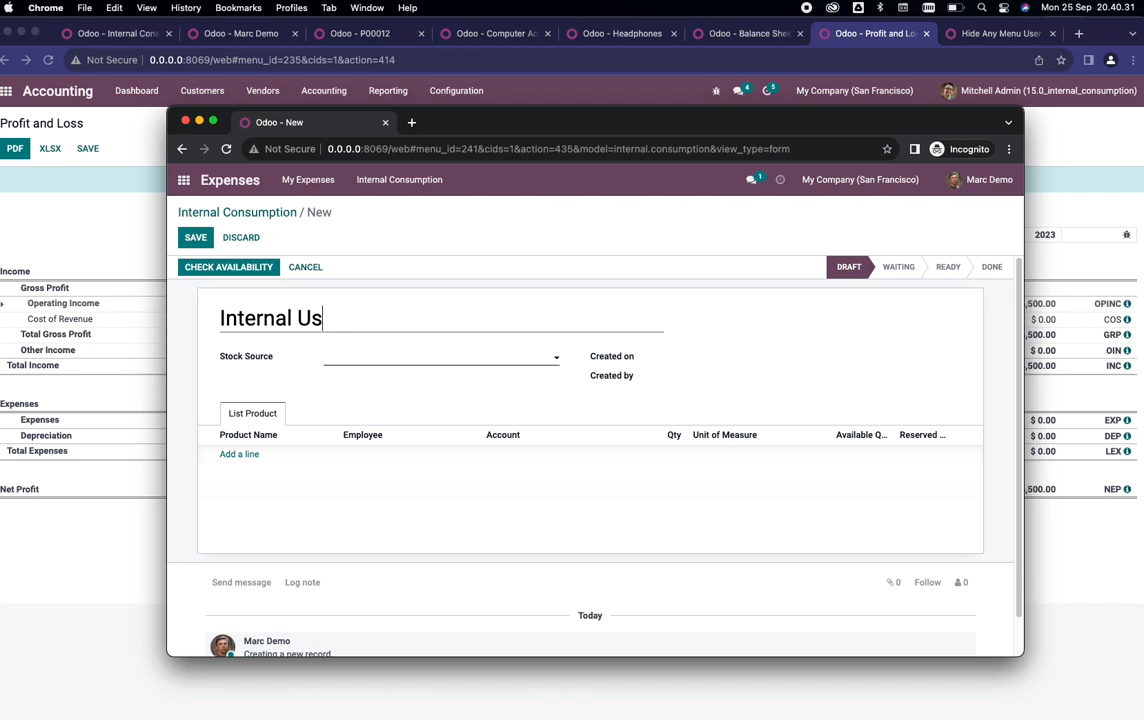 Chrome File Edit View History Bookmarks Profiles Tab Window Help Mon 25 Sep 20.40.31
Odoo - Internal Cons Odoo - Marc Demo Odoo - P00012 Odoo - Computer Ac Odoo - Headphones Odoo - Balance Shee Odoo - Profit and Lo Hide Any Menu User
Not Secure 0.0.0.0:8069/web#menu_id=235&cids=1&action=414
Accounting Dashboard Customers Vendors Accounting Reporting Configuration 4 5 My Company (San Francisco) Mitchell Admin (15.0_internal_consumption)
Profit and Loss
PDF XLSX SAVE
2023
Income
Gross Profit
Operating Income ,500.00 OPINC
Cost of Revenue $ 0.00 COS
Total Gross Profit ,500.00 GRP
Other Income $ 0.00 OIN
Total Income ,500.00 INC
Expenses
Expenses $ 0.00 EXP
Depreciation $ 0.00 DEP
Total Expenses $ 0.00 LEX
Net Profit ,500.00 NEP
Odoo - New
Not Secure 0.0.0.0:8069/web#menu_id=241&cids=1&action=435&model=internal.consumption&view_type=form Incognito
Expenses My Expenses Internal Consumption 1 My Company (San Francisco) Marc Demo
Internal Consumption / New
SAVE DISCARD
CHECK AVAILABILITY CANCEL DRAFT WAITING READY DONE
Internal Us
Stock Source Created on
Created by
List Product
Product Name Employee Account Qty Unit of Measure Available Q... Reserved ...
Add a line
Send message Log note 0 Follow 0
Today
Marc Demo
Creating a new record...